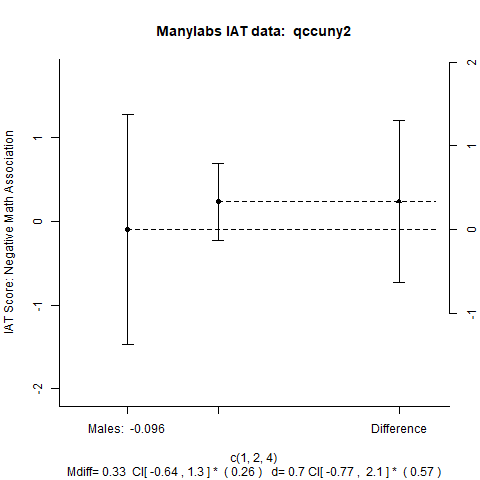 Manylabs IAT data:  qccuny2
IAT Score: Negative Math Association
1
0
-1
-2
2
1
0
-1
Males:  -0.096
Difference
c(1, 2, 4)
Mdiff= 0.33  CI[ -0.64 , 1.3 ] *  ( 0.26 )   d= 0.7 CI[ -0.77 ,  2.1 ] *  ( 0.57 )